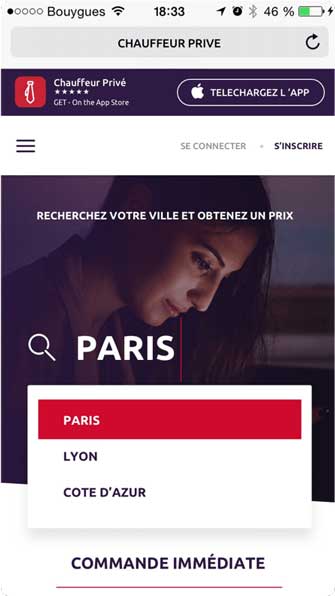 Bouygues 18:33 46 %
CHAUFFEUR PRIVE
Chauffeur Privé
GET - On the App Store
TELECHARGEZ L 'APP
SE CONNECTER • S'INSCRIRE
RECHERCHEZ VOTRE VILLE ET OBTENEZ UN PRIX
PARIS
PARIS
LYON
COTE D'AZUR
COMMANDE IMMÉDIATE